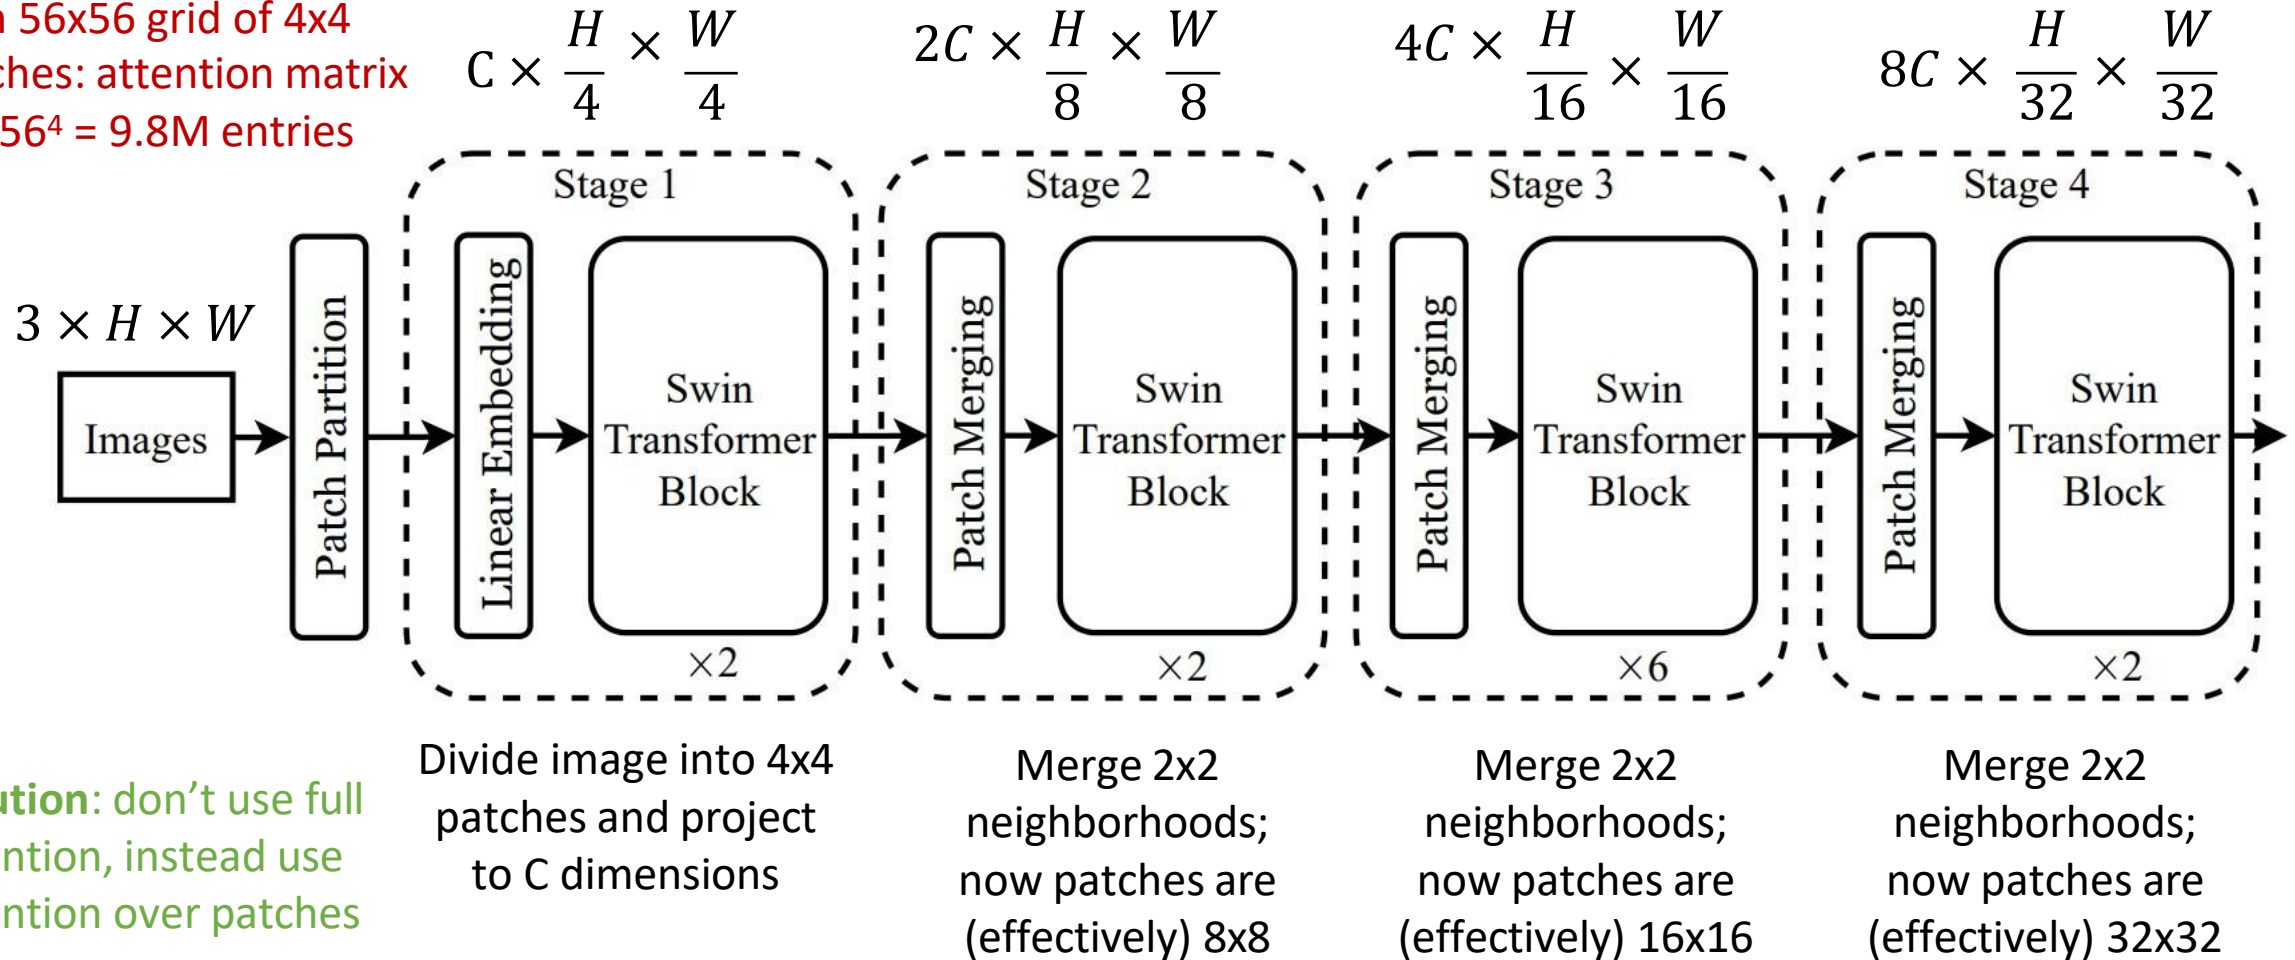 56x56 grid of 4x4
ches: attention matrix
56⁴ = 9.8M entries
C × H/4 × W/4
2C × H/8 × W/8
4C × H/16 × W/16
8C × H/32 × W/32
Stage 1
Stage 2
Stage 3
Stage 4
3 × H × W
Images
Patch Partition
Linear Embedding
Swin
Transformer
Block
×2
Patch Merging
Swin
Transformer
Block
×2
Patch Merging
Swin
Transformer
Block
×6
Patch Merging
Swin
Transformer
Block
×2
ution: don’t use full
ntion, instead use
ntion over patches
Divide image into 4x4
patches and project
to C dimensions
Merge 2x2
neighborhoods;
now patches are
(effectively) 8x8
Merge 2x2
neighborhoods;
now patches are
(effectively) 16x16
Merge 2x2
neighborhoods;
now patches are
(effectively) 32x32